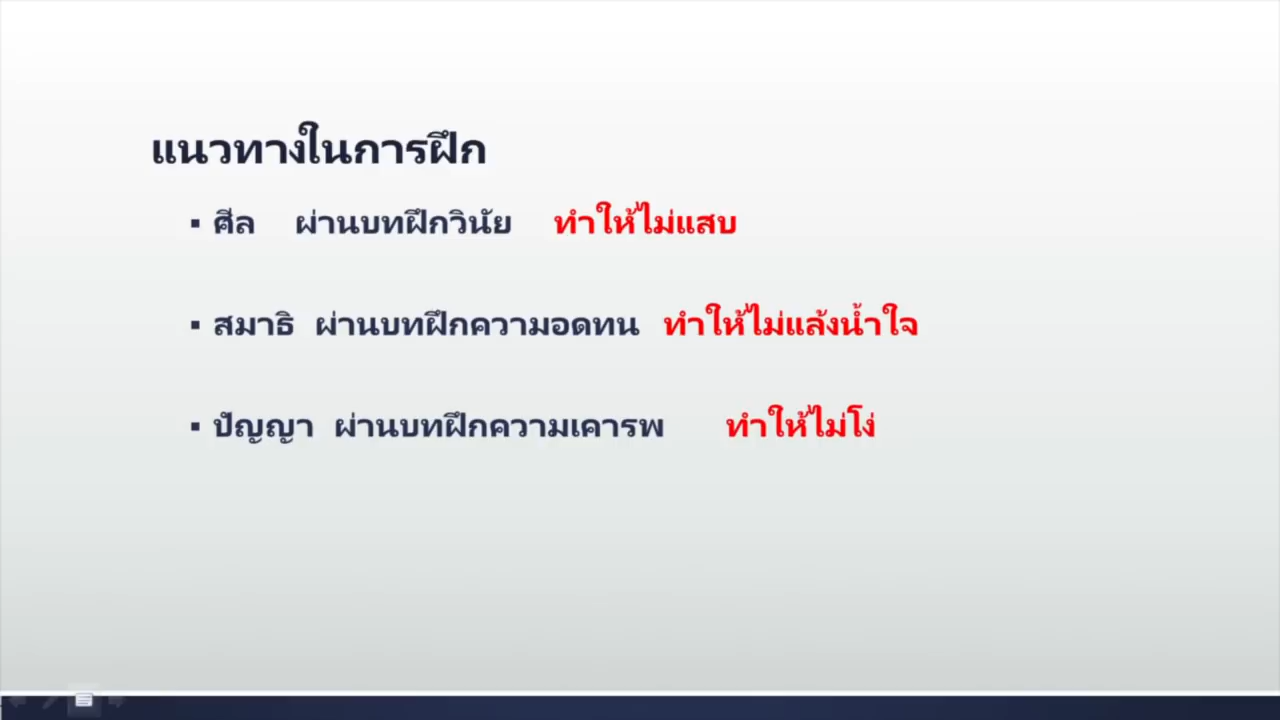 แนวทางในการฝึก
▪ ศีล ผ่านบทฝึกวินัย ทำให้ไม่แสบ
▪ สมาธิ ผ่านบทฝึกความอดทน ทำให้ไม่แล้งน้ำใจ
▪ ปัญญา ผ่านบทฝึกความเคารพ ทำให้ไม่โง่